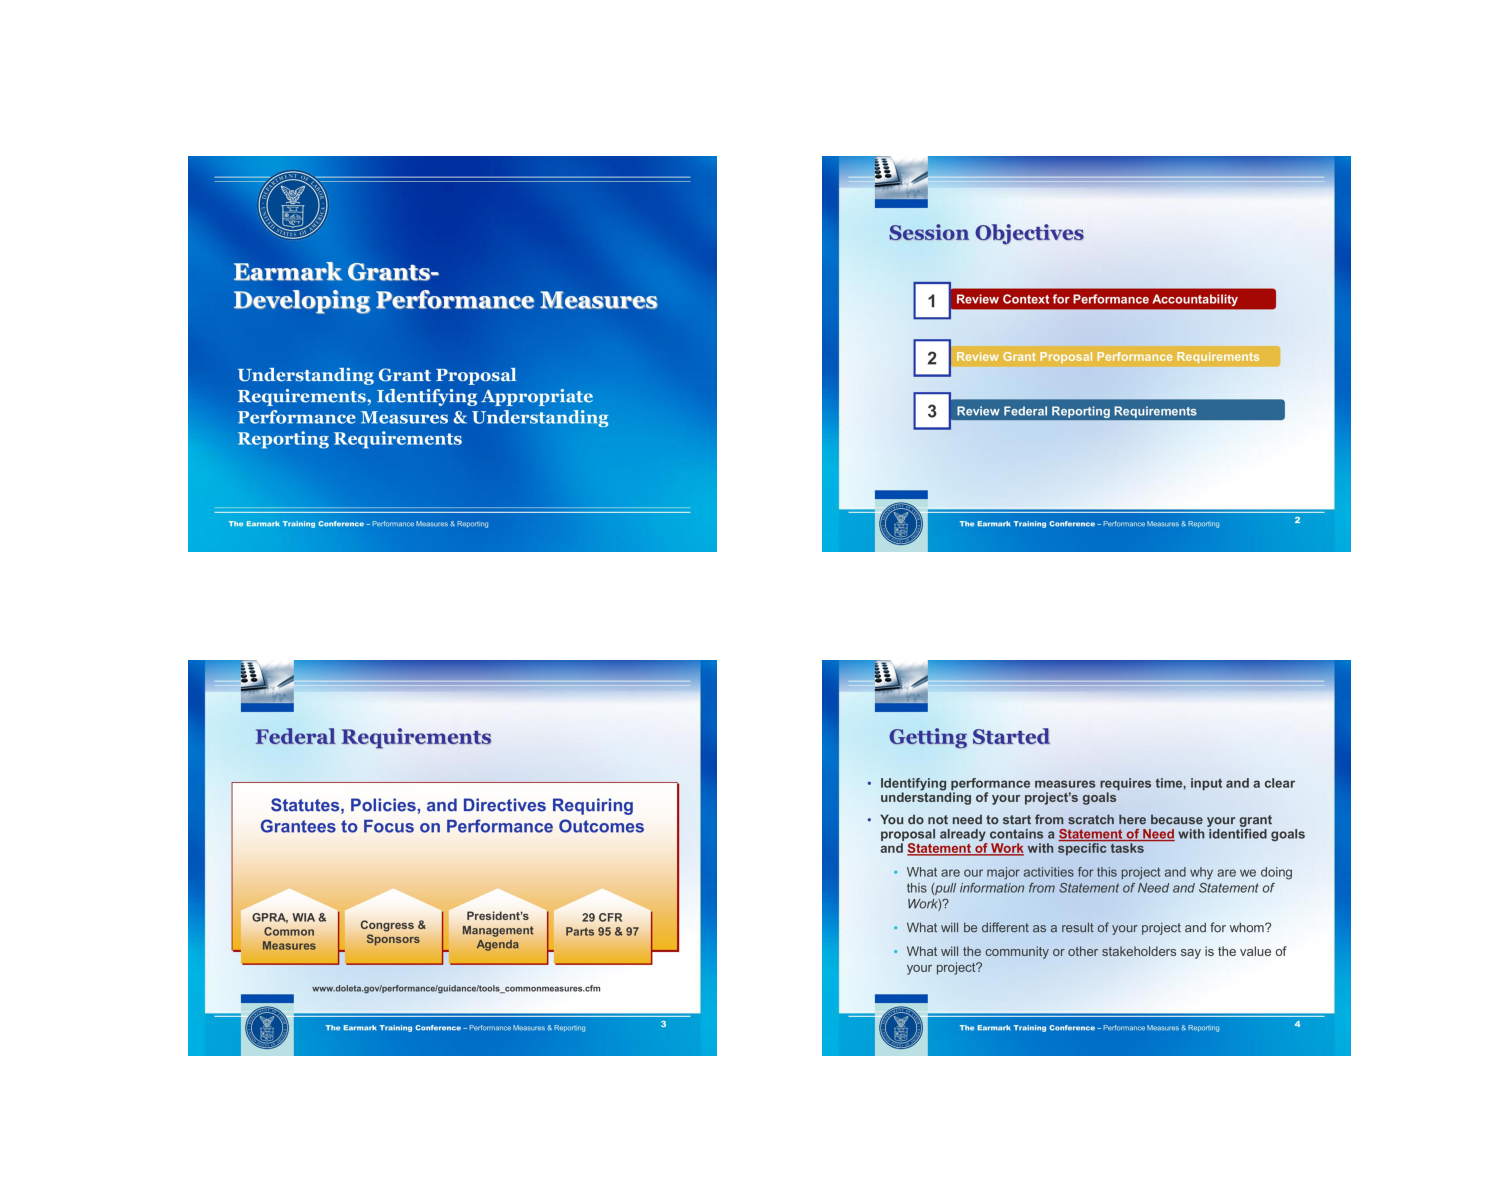 Earmark Grants-
Developing Performance Measures
Understanding Grant Proposal
Requirements, Identifying Appropriate
Performance Measures & Understanding
Reporting Requirements
The Earmark Training Conference – Performance Measures & Reporting
Session Objectives
1 Review Context for Performance Accountability
2 Review Grant Proposal Performance Requirements
3 Review Federal Reporting Requirements
The Earmark Training Conference – Performance Measures & Reporting
2
Federal Requirements
Statutes, Policies, and Directives Requiring
Grantees to Focus on Performance Outcomes
GPRA, WIA &
Common
Measures
Congress &
Sponsors
President's
Management
Agenda
29 CFR
Parts 95 & 97
www.doleta.gov/performance/guidance/tools_commonmeasures.cfm
The Earmark Training Conference – Performance Measures & Reporting
3
Getting Started
• Identifying performance measures requires time, input and a clear
understanding of your project's goals
• You do not need to start from scratch here because your grant
proposal already contains a Statement of Need with identified goals
and Statement of Work with specific tasks
• What are our major activities for this project and why are we doing
this (pull information from Statement of Need and Statement of
Work)?
• What will be different as a result of your project and for whom?
• What will the community or other stakeholders say is the value of
your project?
The Earmark Training Conference – Performance Measures & Reporting
4